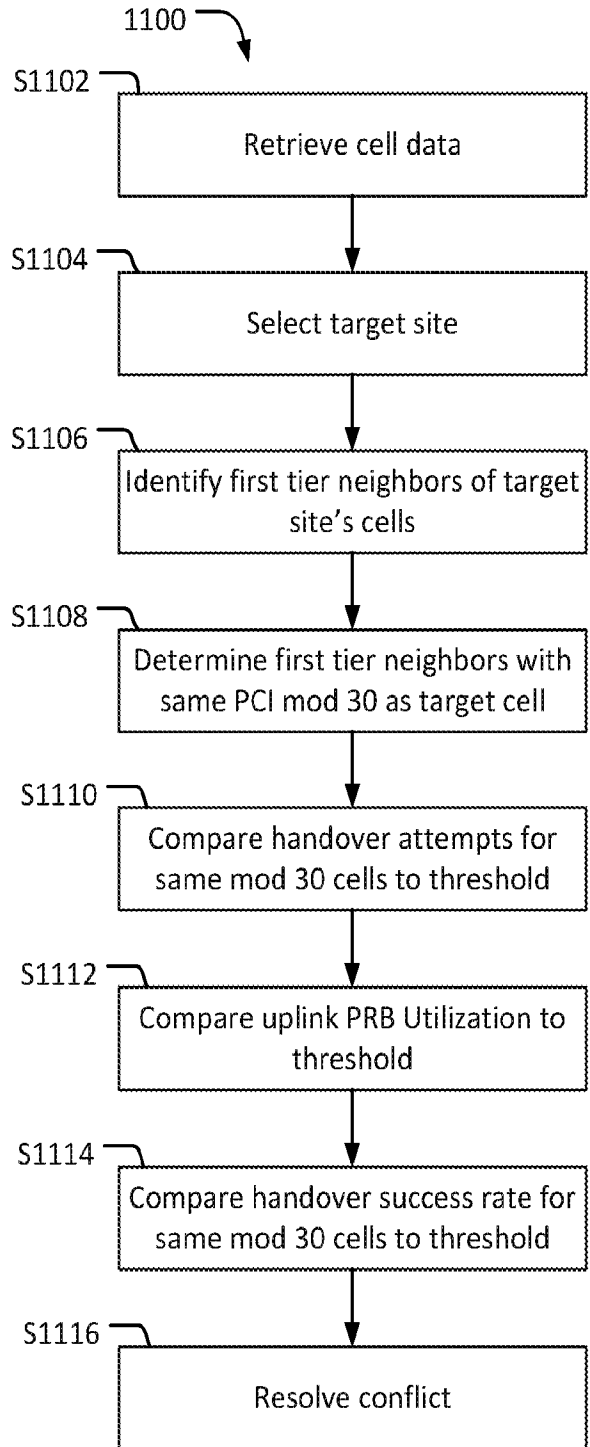 1100
S1102
Retrieve cell data
S1104
Select target site
S1106
Identify first tier neighbors of target
site's cells
S1108
Determine first tier neighbors with
same PCI mod 30 as target cell
S1110
Compare handover attempts for
same mod 30 cells to threshold
S1112
Compare uplink PRB Utilization to
threshold
S1114
Compare handover success rate for
same mod 30 cells to threshold
S1116
Resolve conflict